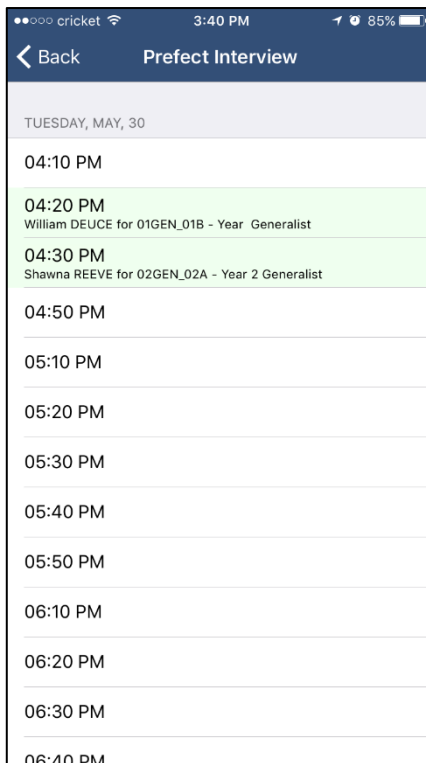 cricket 3:40 PM 85%
Back Prefect Interview
TUESDAY, MAY, 30
04:10 PM
04:20 PM
William DEUCE for 01GEN_01B - Year  Generalist
04:30 PM
Shawna REEVE for 02GEN_02A - Year 2 Generalist
04:50 PM
05:10 PM
05:20 PM
05:30 PM
05:40 PM
05:50 PM
06:10 PM
06:20 PM
06:30 PM
06:40 PM